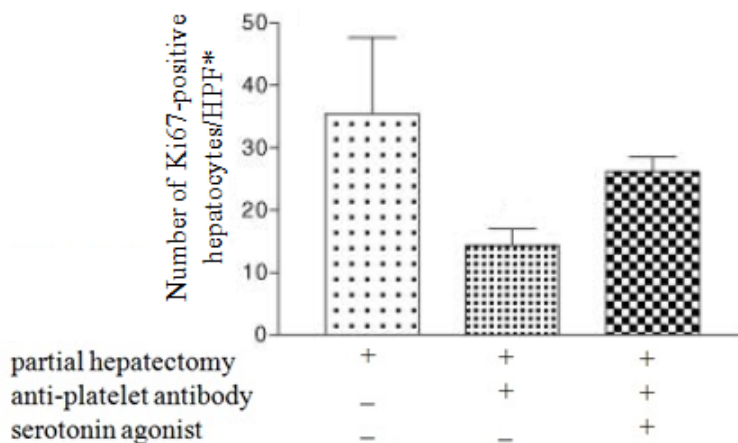 Number of Ki67-positive
hepatocytes/HPF*
50
40
30
20
10
0
partial hepatectomy + + +
anti-platelet antibody – + +
serotonin agonist – – +